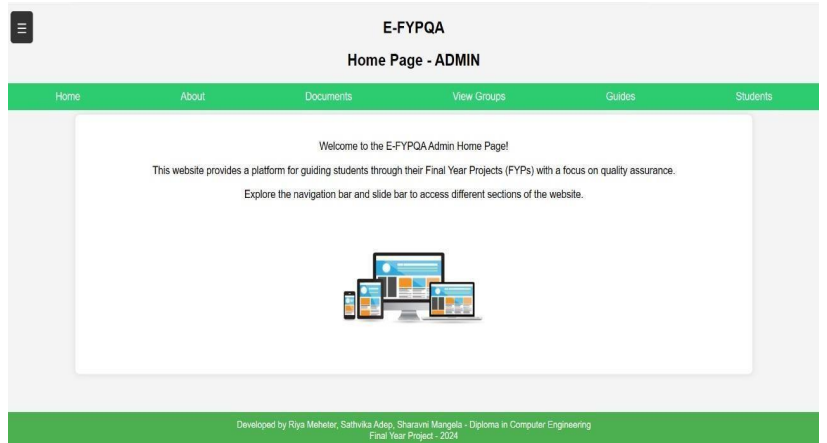 E-FYPQA
Home Page - ADMIN
Home About Documents View Groups Guides Students
Welcome to the E-FYPQA Admin Home Page!
This website provides a platform for guiding students through their Final Year Projects (FYPs) with a focus on quality assurance.
Explore the navigation bar and slide bar to access different sections of the website.
Developed by Riya Meheter, Sathvika Adep, Sharavni Mangela - Diploma in Computer Engineering
Final Year Project - 2024